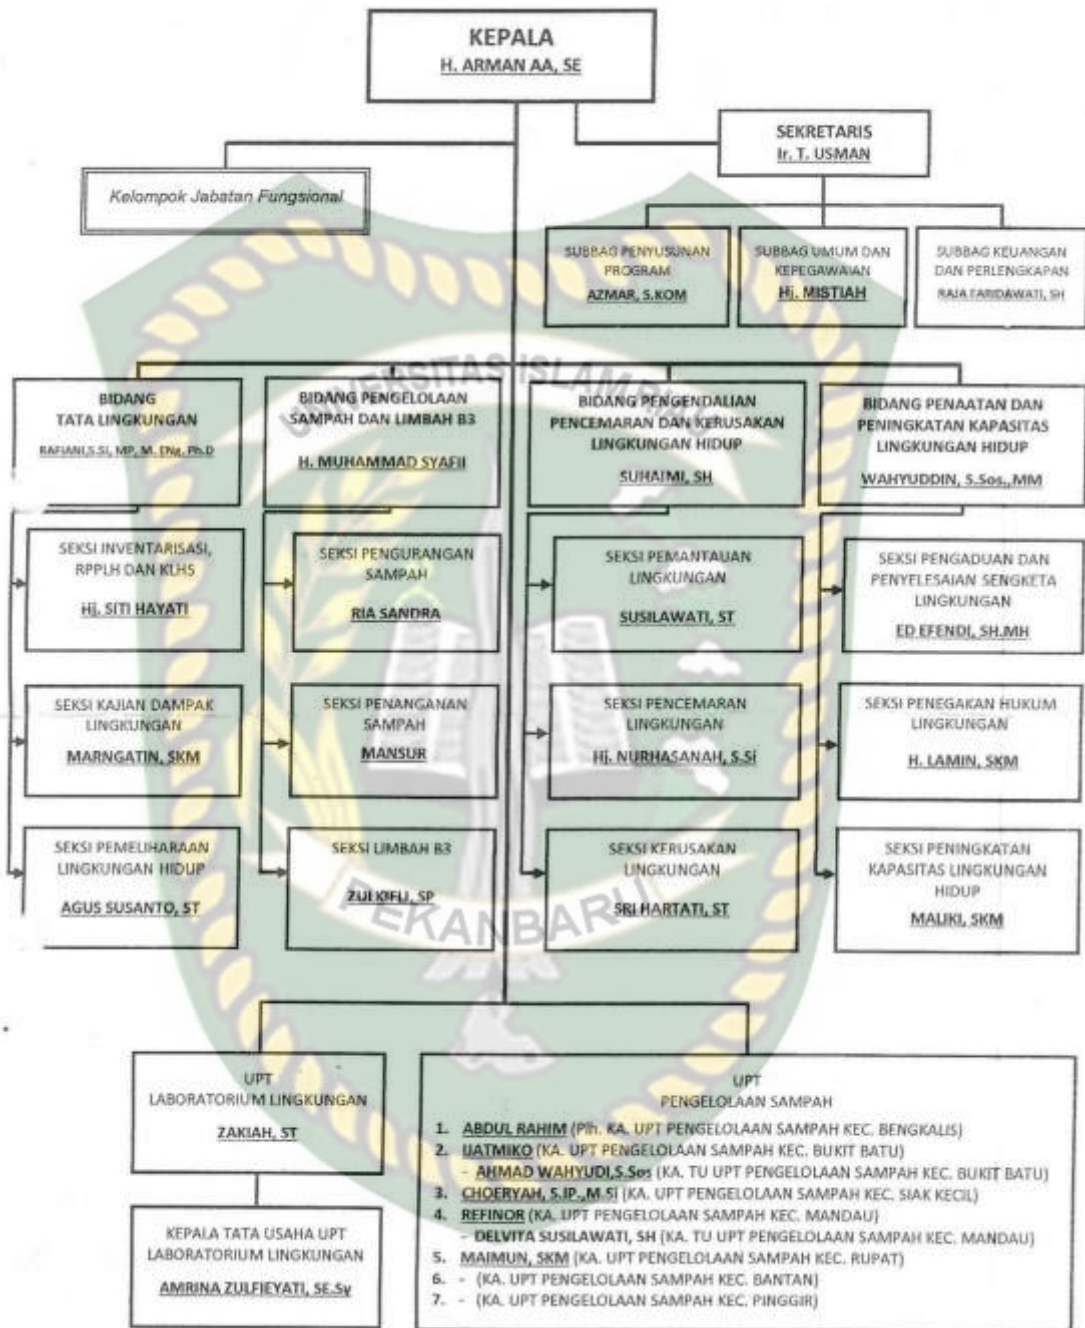 KEPALA
H. ARMAN AA, SE
SEKRETARIS
Ir. T. USMAN
Kelompok Jabatan Fungsional
SUBBAG PENYUSUNAN
PROGRAM
AZMAR, S.KOM
SUBBAG UMUM DAN
KEPEGAWAIAN
Hj. MISTIAH
SUBBAG KEUANGAN
DAN PERLENGKAPAN
RAJA FARIDAWATI, SH
UNIVERSITAS ISLAM RIAU
BIDANG
TATA LINGKUNGAN
RAFIANI,S.Si, MP, M. ENg, Ph.D
BIDANG PENGELOLAAN
SAMPAH DAN LIMBAH B3
H. MUHAMMAD SYAFII
BIDANG PENGENDALIAN
PENCEMARAN DAN KERUSAKAN
LINGKUNGAN HIDUP
SUHAIMI, SH
BIDANG PENAATAN DAN
PENINGKATAN KAPASITAS
LINGKUNGAN HIDUP
WAHYUDDIN, S.Sos.,MM
SEKSI INVENTARISASI,
RPPLH DAN KLHS
Hj. SITI HAYATI
SEKSI PENGURANGAN
SAMPAH
RIA SANDRA
SEKSI PEMANTAUAN
LINGKUNGAN
SUSILAWATI, ST
SEKSI PENGADUAN DAN
PENYELESAIAN SENGKETA
LINGKUNGAN
ED EFENDI, SH.MH
SEKSI KAJIAN DAMPAK
LINGKUNGAN
MARNGATIN, SKM
SEKSI PENANGANAN
SAMPAH
MANSUR
SEKSI PENCEMARAN
LINGKUNGAN
Hj. NURHASANAH, S.Si
SEKSI PENEGAKAN HUKUM
LINGKUNGAN
H. LAMIN, SKM
SEKSI PEMELIHARAAN
LINGKUNGAN HIDUP
AGUS SUSANTO, ST
SEKSI LIMBAH B3
ZULKIFLI, SP
SEKSI KERUSAKAN
LINGKUNGAN
SRI HARTATI, ST
SEKSI PENINGKATAN
KAPASITAS LINGKUNGAN
HIDUP
MALIKI, SKM
PEKANBARU
UPT
LABORATORIUM LINGKUNGAN
ZAKIAH, ST
KEPALA TATA USAHA UPT
LABORATORIUM LINGKUNGAN
AMRINA ZULFIEYATI, SE.Sy
UPT
PENGELOLAAN SAMPAH
1. ABDUL RAHIM (Plh. KA. UPT PENGELOLAAN SAMPAH KEC. BENGKALIS)
2. IJATMIKO (KA. UPT PENGELOLAAN SAMPAH KEC. BUKIT BATU)
- AHMAD WAHYUDI,S.Sos (KA. TU UPT PENGELOLAAN SAMPAH KEC. BUKIT BATU)
3. CHOERYAH, S.IP.,M.Si (KA. UPT PENGELOLAAN SAMPAH KEC. SIAK KECIL)
4. REFINOR (KA. UPT PENGELOLAAN SAMPAH KEC. MANDAU)
- DELVITA SUSILAWATI, SH (KA. TU UPT PENGELOLAAN SAMPAH KEC. MANDAU)
5. MAIMUN, SKM (KA. UPT PENGELOLAAN SAMPAH KEC. RUPAT)
6. - (KA. UPT PENGELOLAAN SAMPAH KEC. BANTAN)
7. - (KA. UPT PENGELOLAAN SAMPAH KEC. PINGGIR)